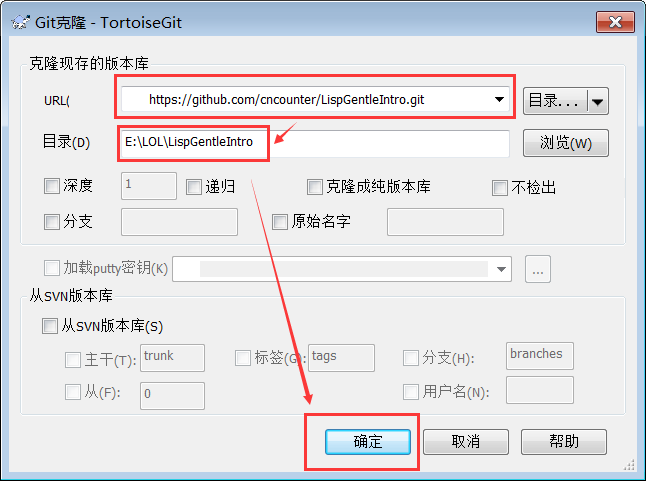 Git克隆 - TortoiseGit
克隆现存的版本库
URL(
https://github.com/cncounter/LispGentleIntro.git
目录...
目录(D)
E:\LOL\LispGentleIntro
浏览(W)
深度
1
递归
克隆成纯版本库
不检出
分支
原始名字
加载putty密钥(K)
...
从SVN版本库
从SVN版本库(S)
主干(T):
trunk
标签(G):
tags
分支(H):
branches
从(F):
0
用户名(N):
确定
取消
帮助